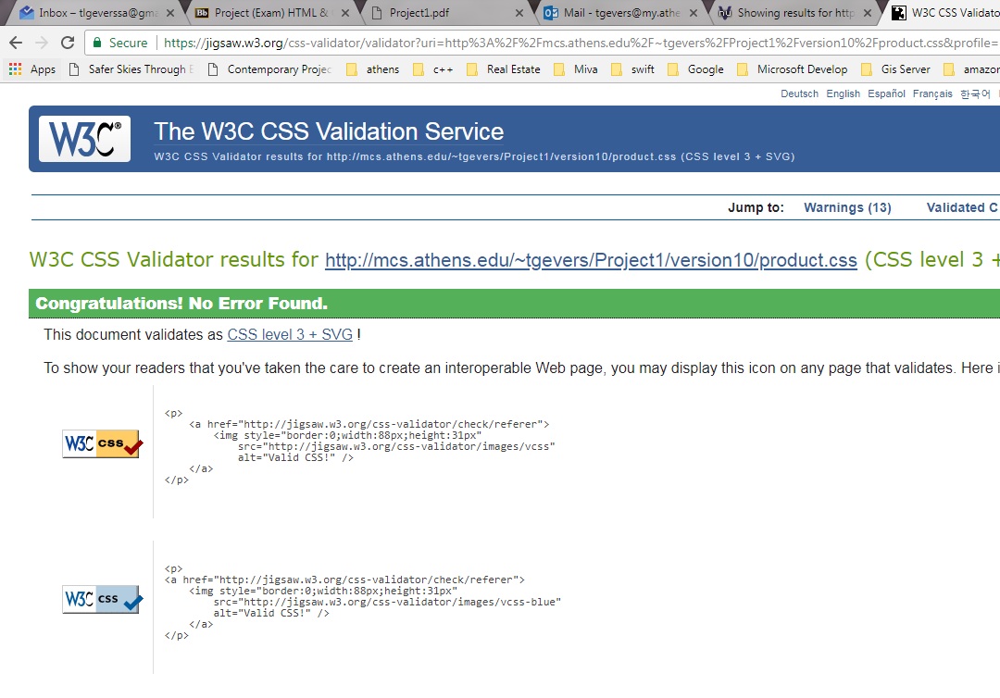 Inbox – tlgeverssa@gma
Project (Exam) HTML &
Project1.pdf
Mail - tgevers@my.athe
Showing results for http
W3C CSS Validato
Secure https://jigsaw.w3.org/css-validator/validator?uri=http%3A%2F%2Fmcs.athens.edu%2F~tgevers%2FProject1%2Fversion10%2Fproduct.css&profile=
Apps Safer Skies Through Contemporary Projec athens c++ Real Estate Miva swift Google Microsoft Develop Gis Server amazon
Deutsch English Español Français 한국어
W3C®
The W3C CSS Validation Service
W3C CSS Validator results for http://mcs.athens.edu/~tgevers/Project1/version10/product.css (CSS level 3 + SVG)
Jump to: Warnings (13) Validated C
W3C CSS Validator results for http://mcs.athens.edu/~tgevers/Project1/version10/product.css (CSS level 3 +
Congratulations! No Error Found.
This document validates as CSS level 3 + SVG !
To show your readers that you've taken the care to create an interoperable Web page, you may display this icon on any page that validates. Here i
W3C css
<p>
<a href="http://jigsaw.w3.org/css-validator/check/referer">
<img style="border:0;width:88px;height:31px"
src="http://jigsaw.w3.org/css-validator/images/vcss"
alt="Valid CSS!" />
</a>
</p>
W3C css
<p>
<a href="http://jigsaw.w3.org/css-validator/check/referer">
<img style="border:0;width:88px;height:31px"
src="http://jigsaw.w3.org/css-validator/images/vcss-blue"
alt="Valid CSS!" />
</a>
</p>